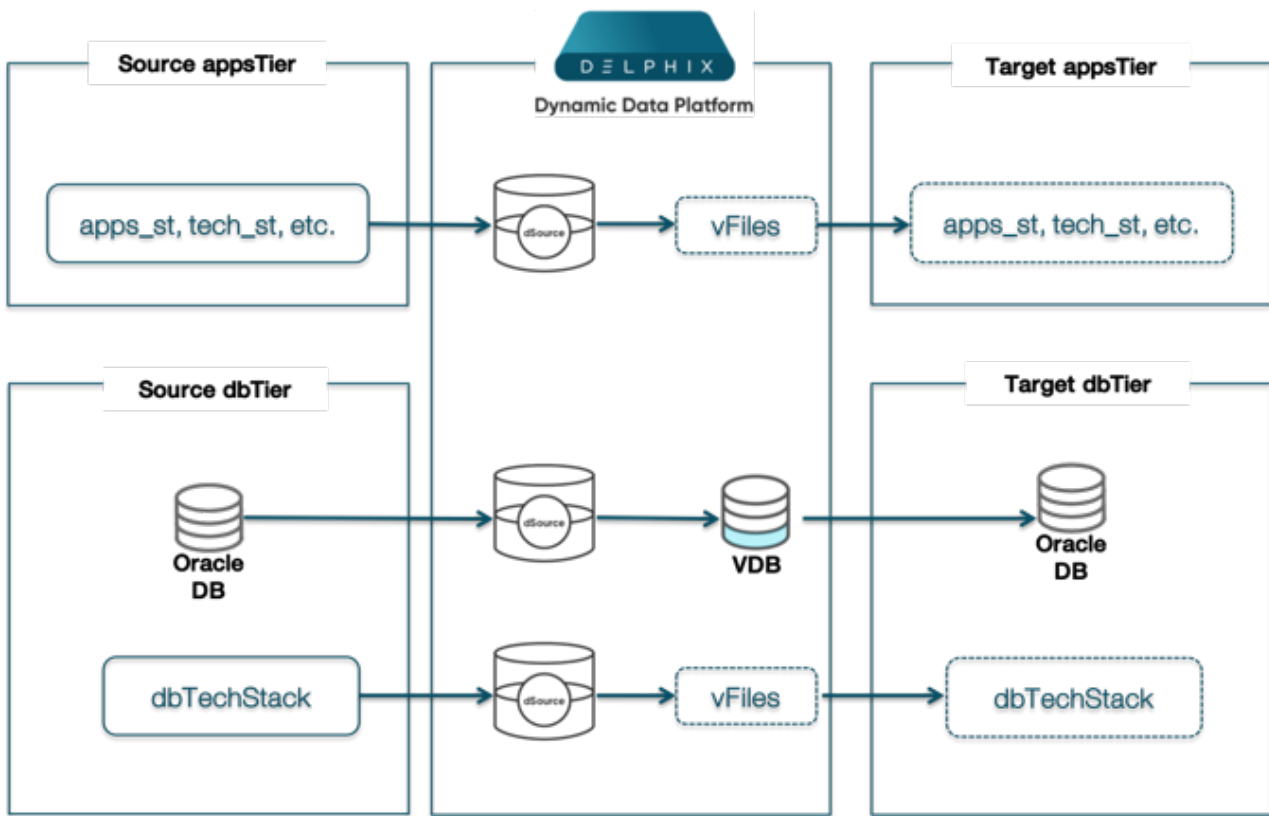 DELPHIX
Dynamic Data Platform
Source appsTier
Target appsTier
apps_st, tech_st, etc.
dSource
vFiles
apps_st, tech_st, etc.
Source dbTier
Target dbTier
Oracle
DB
dSource
VDB
Oracle
DB
dbTechStack
dSource
vFiles
dbTechStack